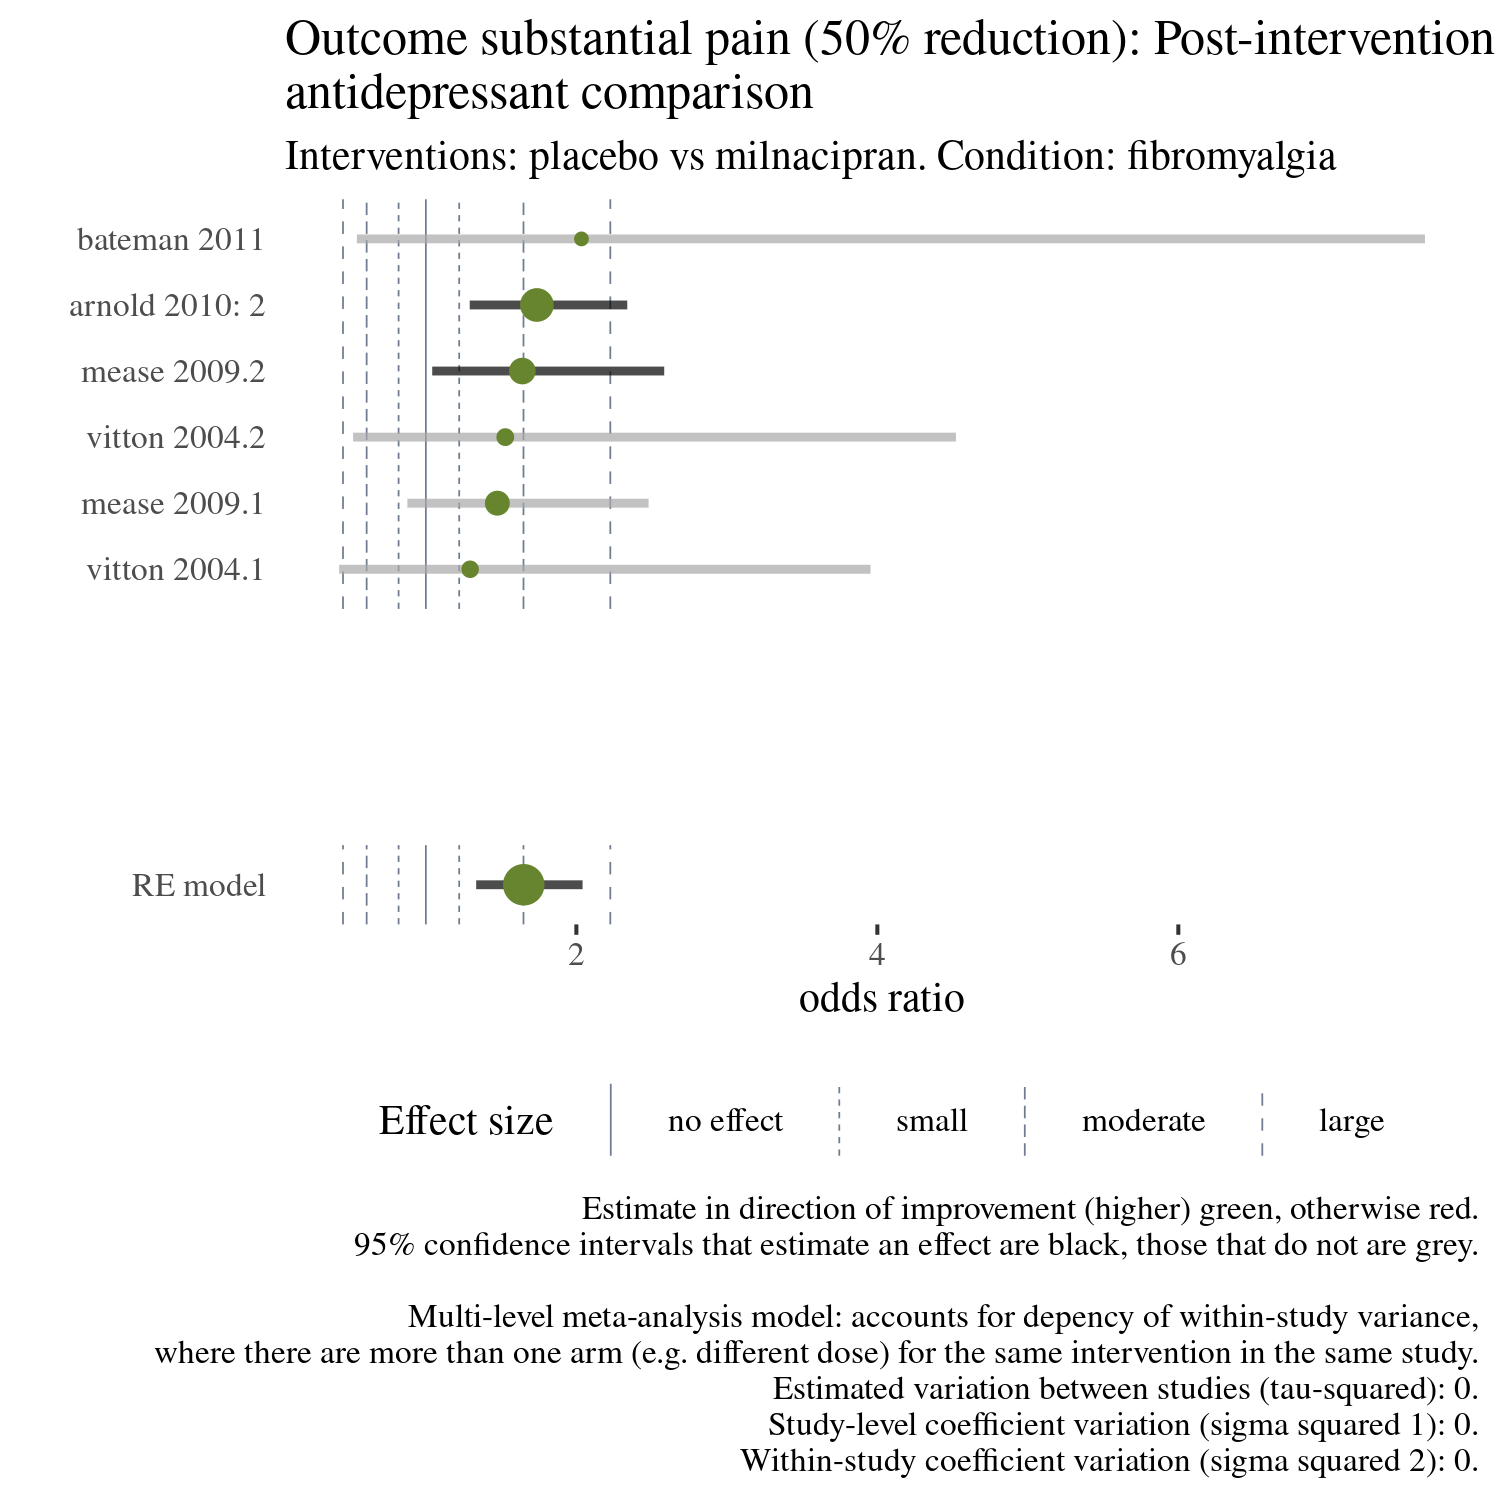 Outcome substantial pain (50% reduction): Post-intervention
antidepressant comparison
Interventions: placebo vs milnacipran. Condition: fibromyalgia
bateman 2011
arnold 2010: 2
mease 2009.2
vitton 2004.2
mease 2009.1
vitton 2004.1
RE model
2 4 6
odds ratio
Effect size no effect small moderate large
Estimate in direction of improvement (higher) green, otherwise red.
95% confidence intervals that estimate an effect are black, those that do not are grey.
Multi-level meta-analysis model: accounts for depency of within-study variance,
where there are more than one arm (e.g. different dose) for the same intervention in the same study.
Estimated variation between studies (tau-squared): 0.
Study-level coefficient variation (sigma squared 1): 0.
Within-study coefficient variation (sigma squared 2): 0.